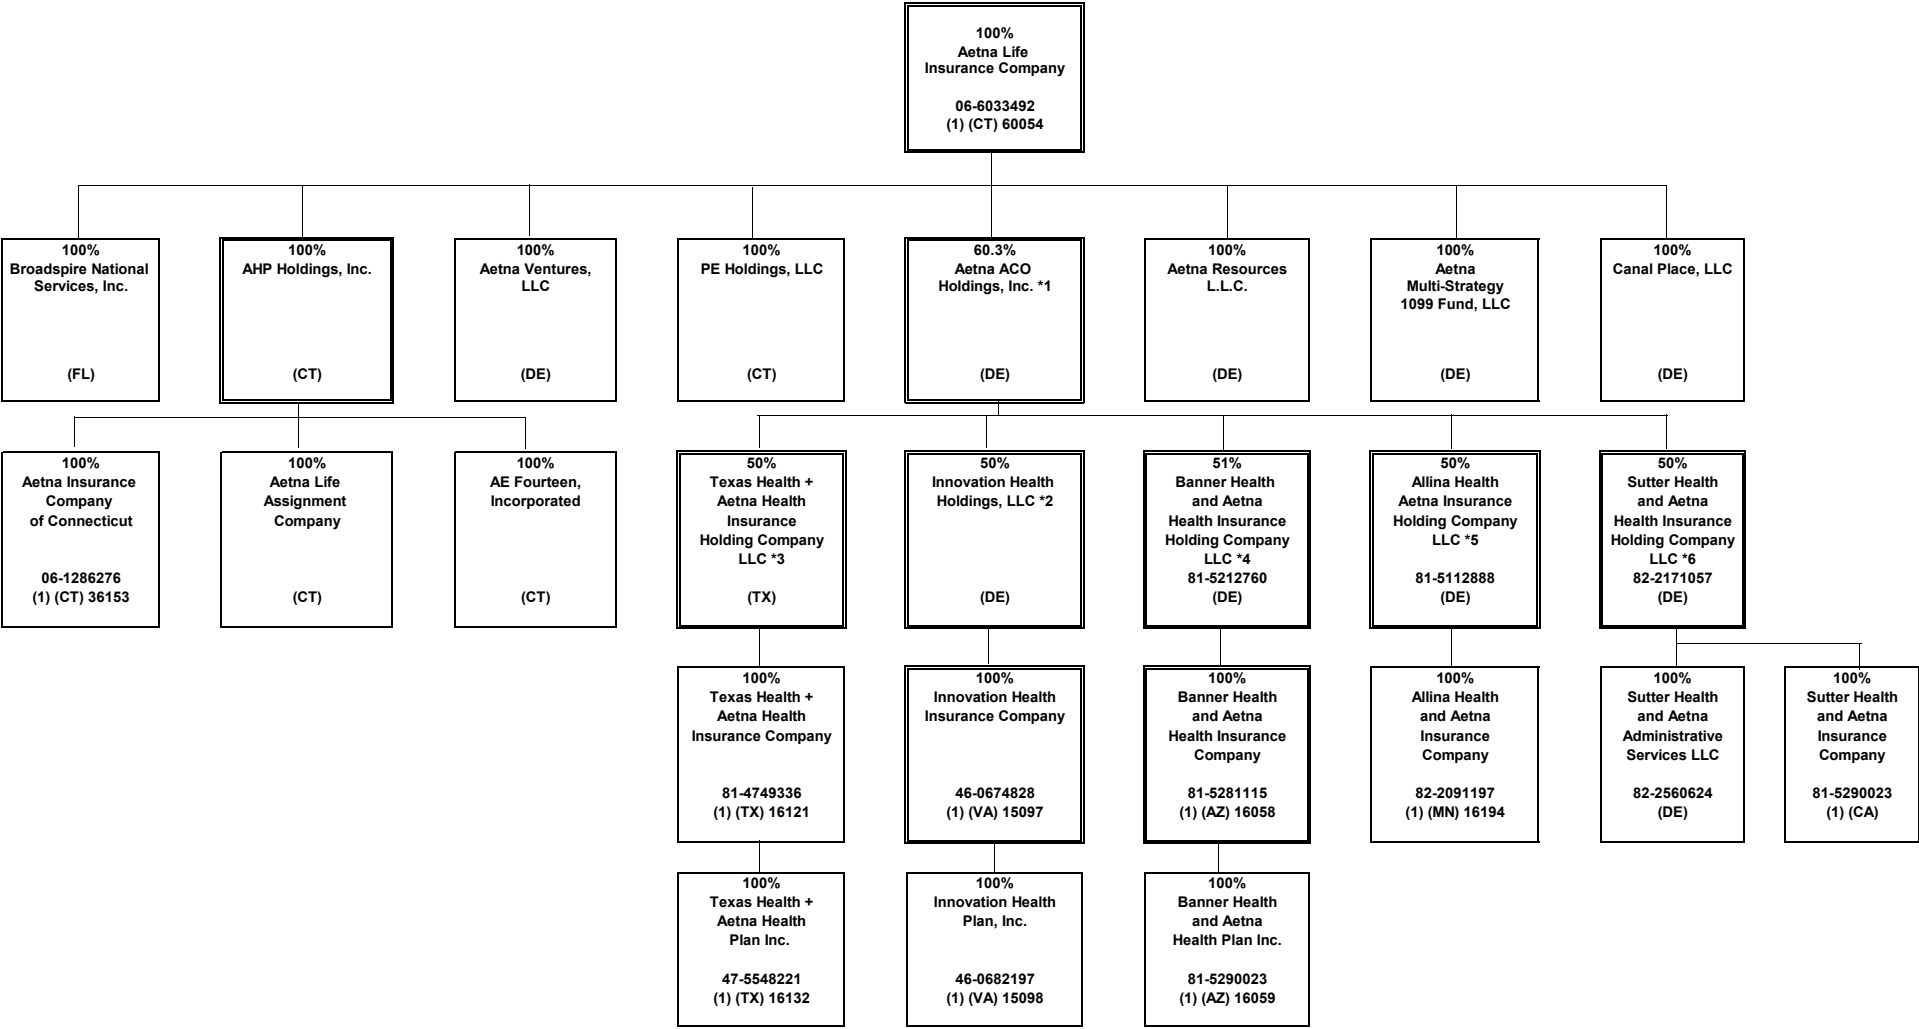 100%
Aetna Life
Insurance Company
06-6033492
(1) (CT) 60054
100%
Broadspire National
Services, Inc.
(FL)
100%
AHP Holdings, Inc.
(CT)
100%
Aetna Ventures,
LLC
(DE)
100%
PE Holdings, LLC
(CT)
60.3%
Aetna ACO
Holdings, Inc. *1
(DE)
100%
Aetna Resources
L.L.C.
(DE)
100%
Aetna
Multi-Strategy
1099 Fund, LLC
(DE)
100%
Canal Place, LLC
(DE)
100%
Aetna Insurance
Company
of Connecticut
06-1286276
(1) (CT) 36153
100%
Aetna Life
Assignment
Company
(CT)
100%
AE Fourteen,
Incorporated
(CT)
50%
Texas Health +
Aetna Health
Insurance
Holding Company
LLC *3
(TX)
50%
Innovation Health
Holdings, LLC *2
(DE)
51%
Banner Health
and Aetna
Health Insurance
Holding Company
LLC *4
81-5212760
(DE)
50%
Allina Health
Aetna Insurance
Holding Company
LLC *5
81-5112888
(DE)
50%
Sutter Health
and Aetna
Health Insurance
Holding Company
LLC *6
82-2171057
(DE)
100%
Texas Health +
Aetna Health
Insurance Company
81-4749336
(1) (TX) 16121
100%
Innovation Health
Insurance Company
46-0674828
(1) (VA) 15097
100%
Banner Health
and Aetna
Health Insurance
Company
81-5281115
(1) (AZ) 16058
100%
Allina Health
and Aetna
Insurance
Company
82-2091197
(1) (MN) 16194
100%
Sutter Health
and Aetna
Administrative
Services LLC
82-2560624
(DE)
100%
Sutter Health
and Aetna
Insurance
Company
81-5290023
(1) (CA)
100%
Texas Health +
Aetna Health
Plan Inc.
47-5548221
(1) (TX) 16132
100%
Innovation Health
Plan, Inc.
46-0682197
(1) (VA) 15098
100%
Banner Health
and Aetna
Health Plan Inc.
81-5290023
(1) (AZ) 16059